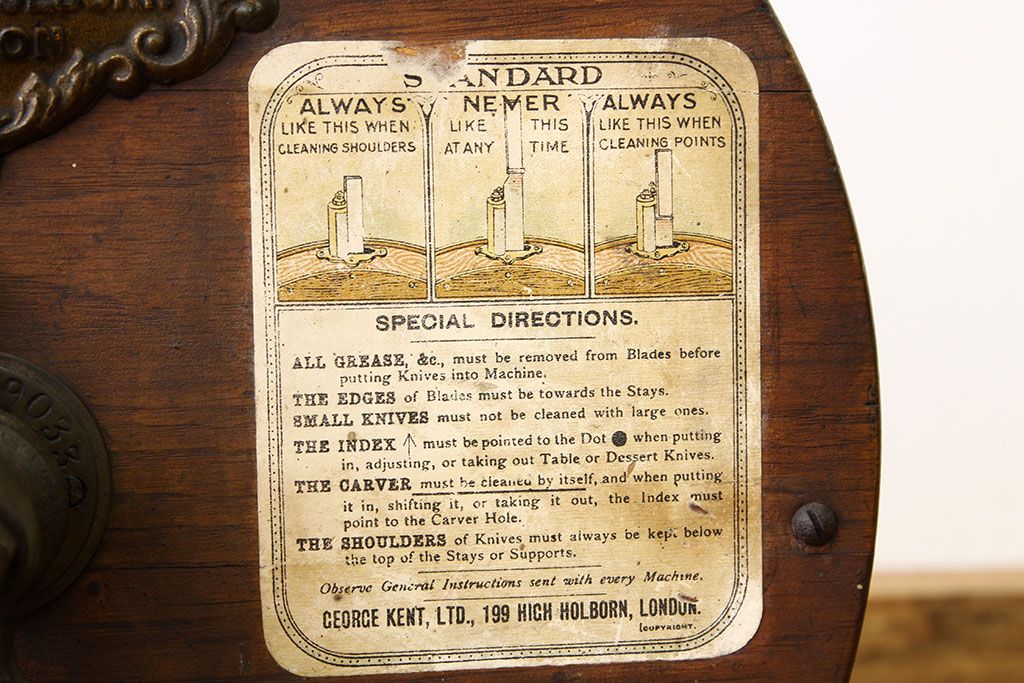 ON
STANDARD
ALWAYS
LIKE THIS WHEN
CLEANING SHOULDERS
NEVER
LIKE THIS
AT ANY TIME
ALWAYS
LIKE THIS WHEN
CLEANING POINTS
SPECIAL DIRECTIONS.
ALL GREASE, &c., must be removed from Blades before
putting Knives into Machine.
THE EDGES of Blades must be towards the Stays.
SMALL KNIVES must not be cleaned with large ones.
THE INDEX ↑ must be pointed to the Dot ● when putting
in, adjusting, or taking out Table or Dessert Knives.
THE CARVER must be cleaned by itself, and when putting
it in, shifting it, or taking it out, the Index must
point to the Carver Hole.
THE SHOULDERS of Knives must always be kept below
the top of the Stays or Supports.
Observe General Instructions sent with every Machine.
GEORGE KENT, LTD., 199 HIGH HOLBORN, LONDON.
[COPYRIGHT.